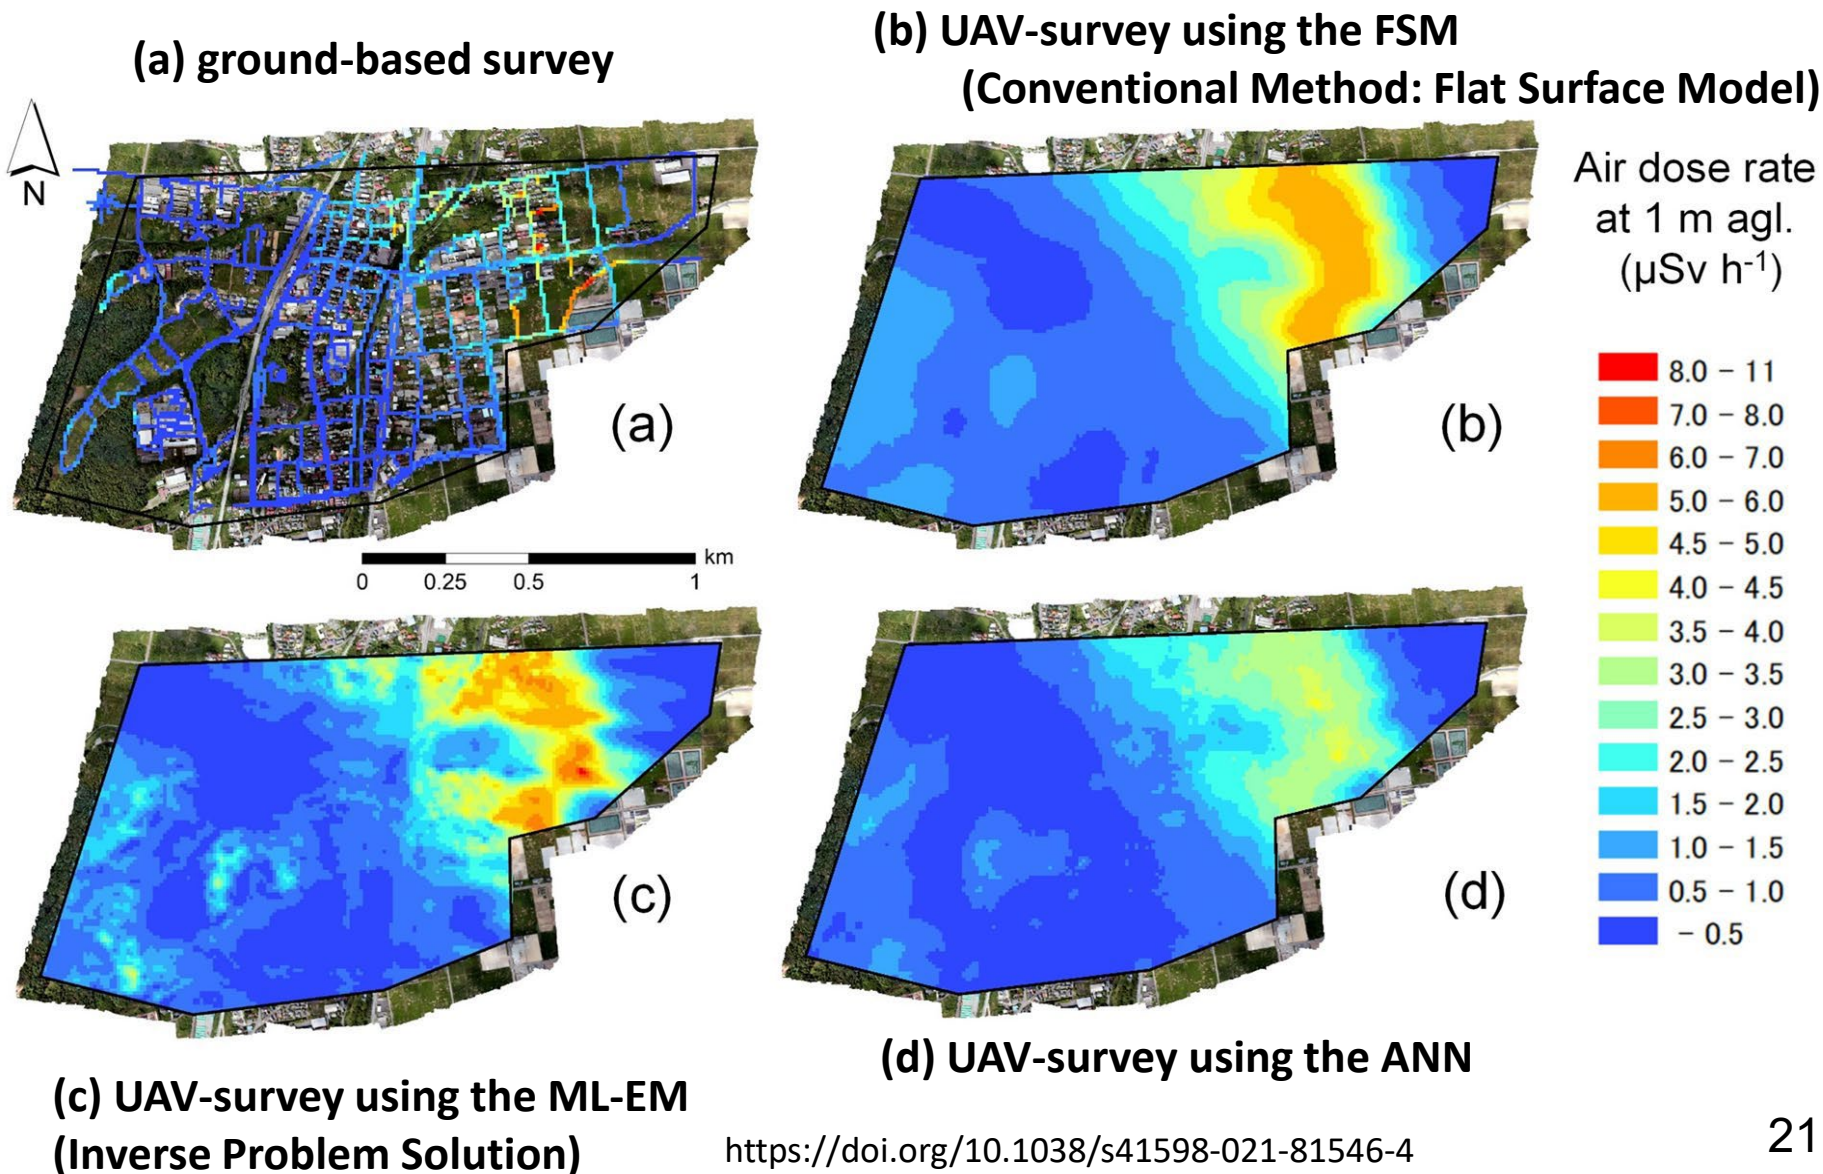 (a) ground-based survey
(b) UAV-survey using the FSM
(Conventional Method: Flat Surface Model)
N
(a)
(b)
km
0 0.25 0.5 1
Air dose rate
at 1 m agl.
(μSv h-1)
8.0 – 11
7.0 – 8.0
6.0 – 7.0
5.0 – 6.0
4.5 – 5.0
4.0 – 4.5
3.5 – 4.0
3.0 – 3.5
2.5 – 3.0
2.0 – 2.5
1.5 – 2.0
1.0 – 1.5
0.5 – 1.0
– 0.5
(c)
(d)
(c) UAV-survey using the ML-EM
(Inverse Problem Solution)
(d) UAV-survey using the ANN
https://doi.org/10.1038/s41598-021-81546-4
21